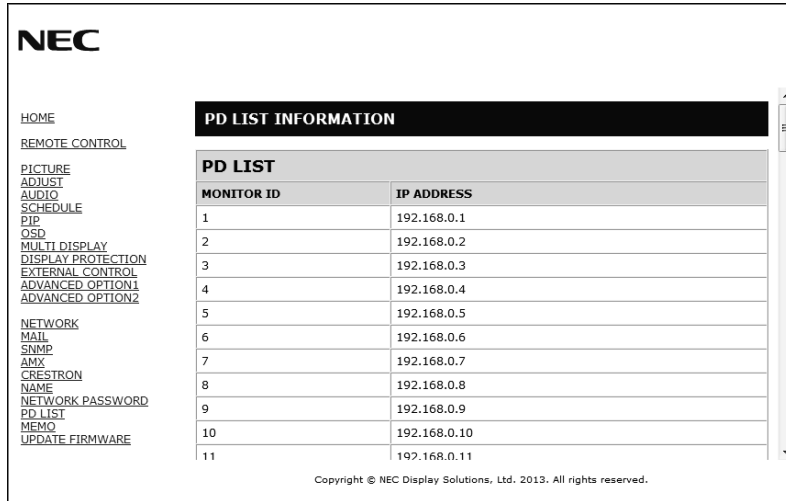 NEC
HOME
REMOTE CONTROL
PICTURE
ADJUST
AUDIO
SCHEDULE
PIP
OSD
MULTI DISPLAY
DISPLAY PROTECTION
EXTERNAL CONTROL
ADVANCED OPTION1
ADVANCED OPTION2
NETWORK
MAIL
SNMP
AMX
CRESTRON
NAME
NETWORK PASSWORD
PD LIST
MEMO
UPDATE FIRMWARE
PD LIST INFORMATION
PD LIST
MONITOR ID IP ADDRESS
1 192.168.0.1
2 192.168.0.2
3 192.168.0.3
4 192.168.0.4
5 192.168.0.5
6 192.168.0.6
7 192.168.0.7
8 192.168.0.8
9 192.168.0.9
10 192.168.0.10
11 192.168.0.11
Copyright © NEC Display Solutions, Ltd. 2013. All rights reserved.